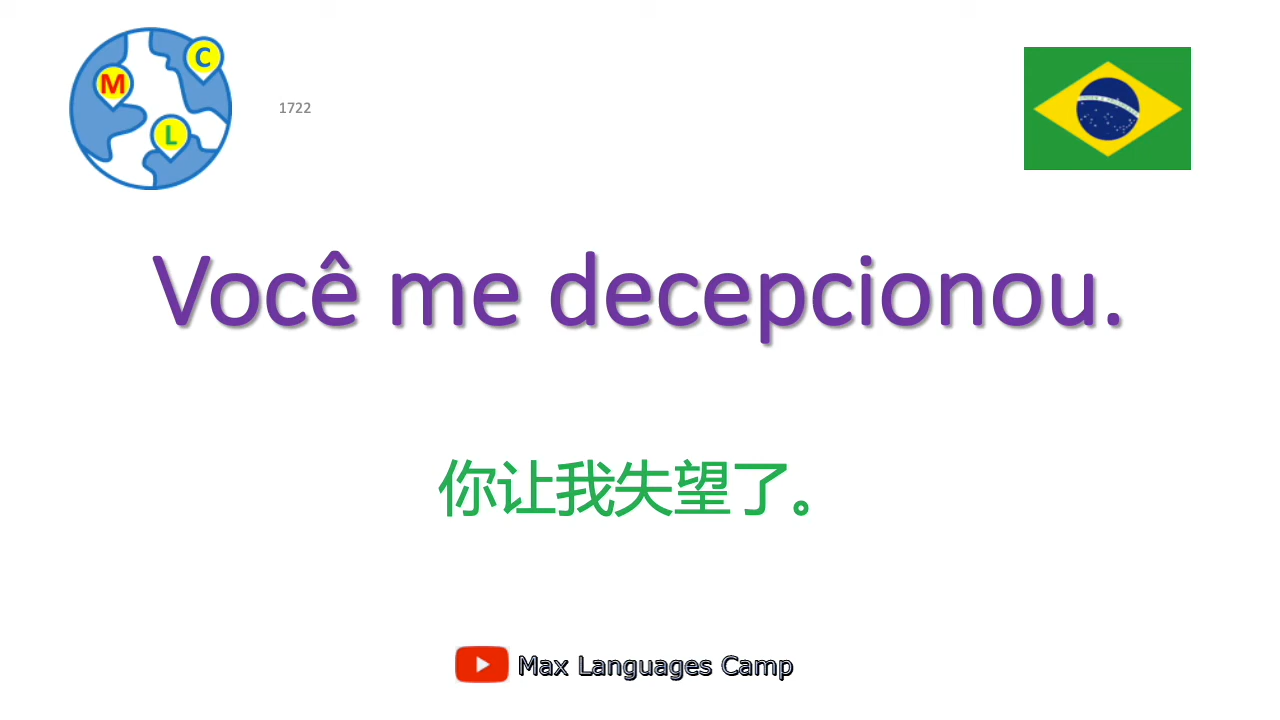 C
M
L
1722
Você me decepcionou.
你让我失望了。
Max Languages Camp